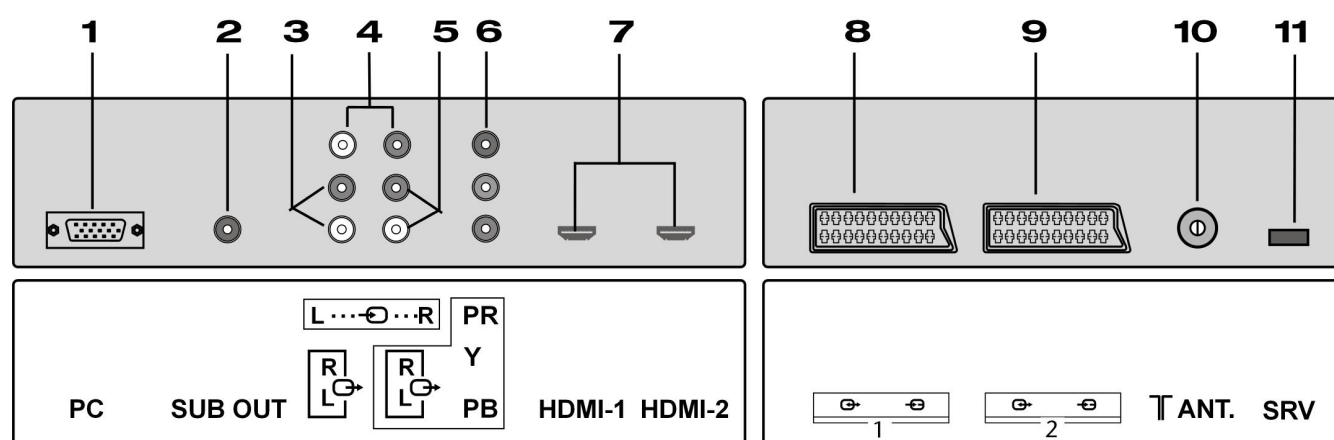 1 2 3 4 5 6 7 8 9 10 11
L R PR
R R Y
L L
PC SUB OUT PB HDMI-1 HDMI-2 ANT. SRV
1 2